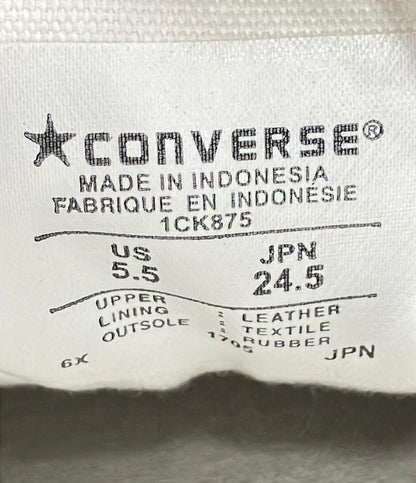 CONVERSE®
MADE IN INDONESIA
FABRIQUE EN INDONÉSIE
1CK875
US JPN
5.5 24.5
UPPER : LEATHER
LINING : TEXTILE
OUTSOLE : RUBBER
6X 1705 JPN